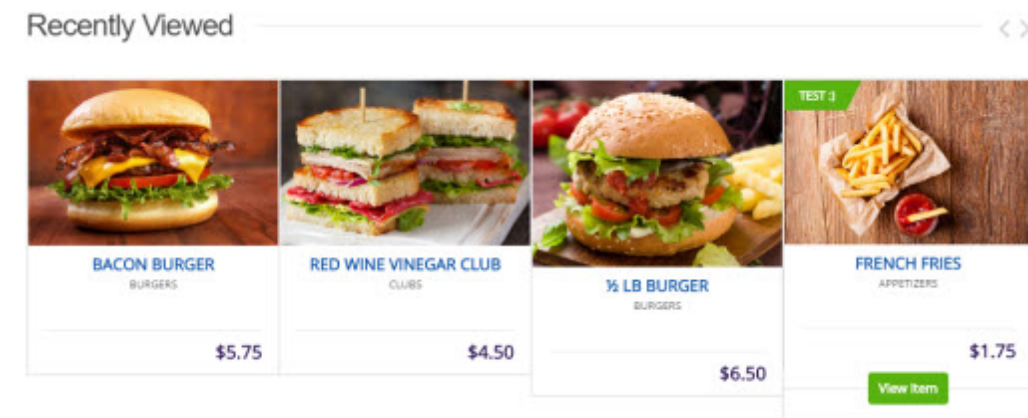 Recently Viewed
TEST :)
BACON BURGER
BURGERS
$5.75
RED WINE VINEGAR CLUB
CLUBS
$4.50
½ LB BURGER
BURGERS
$6.50
FRENCH FRIES
APPETIZERS
$1.75
View Item